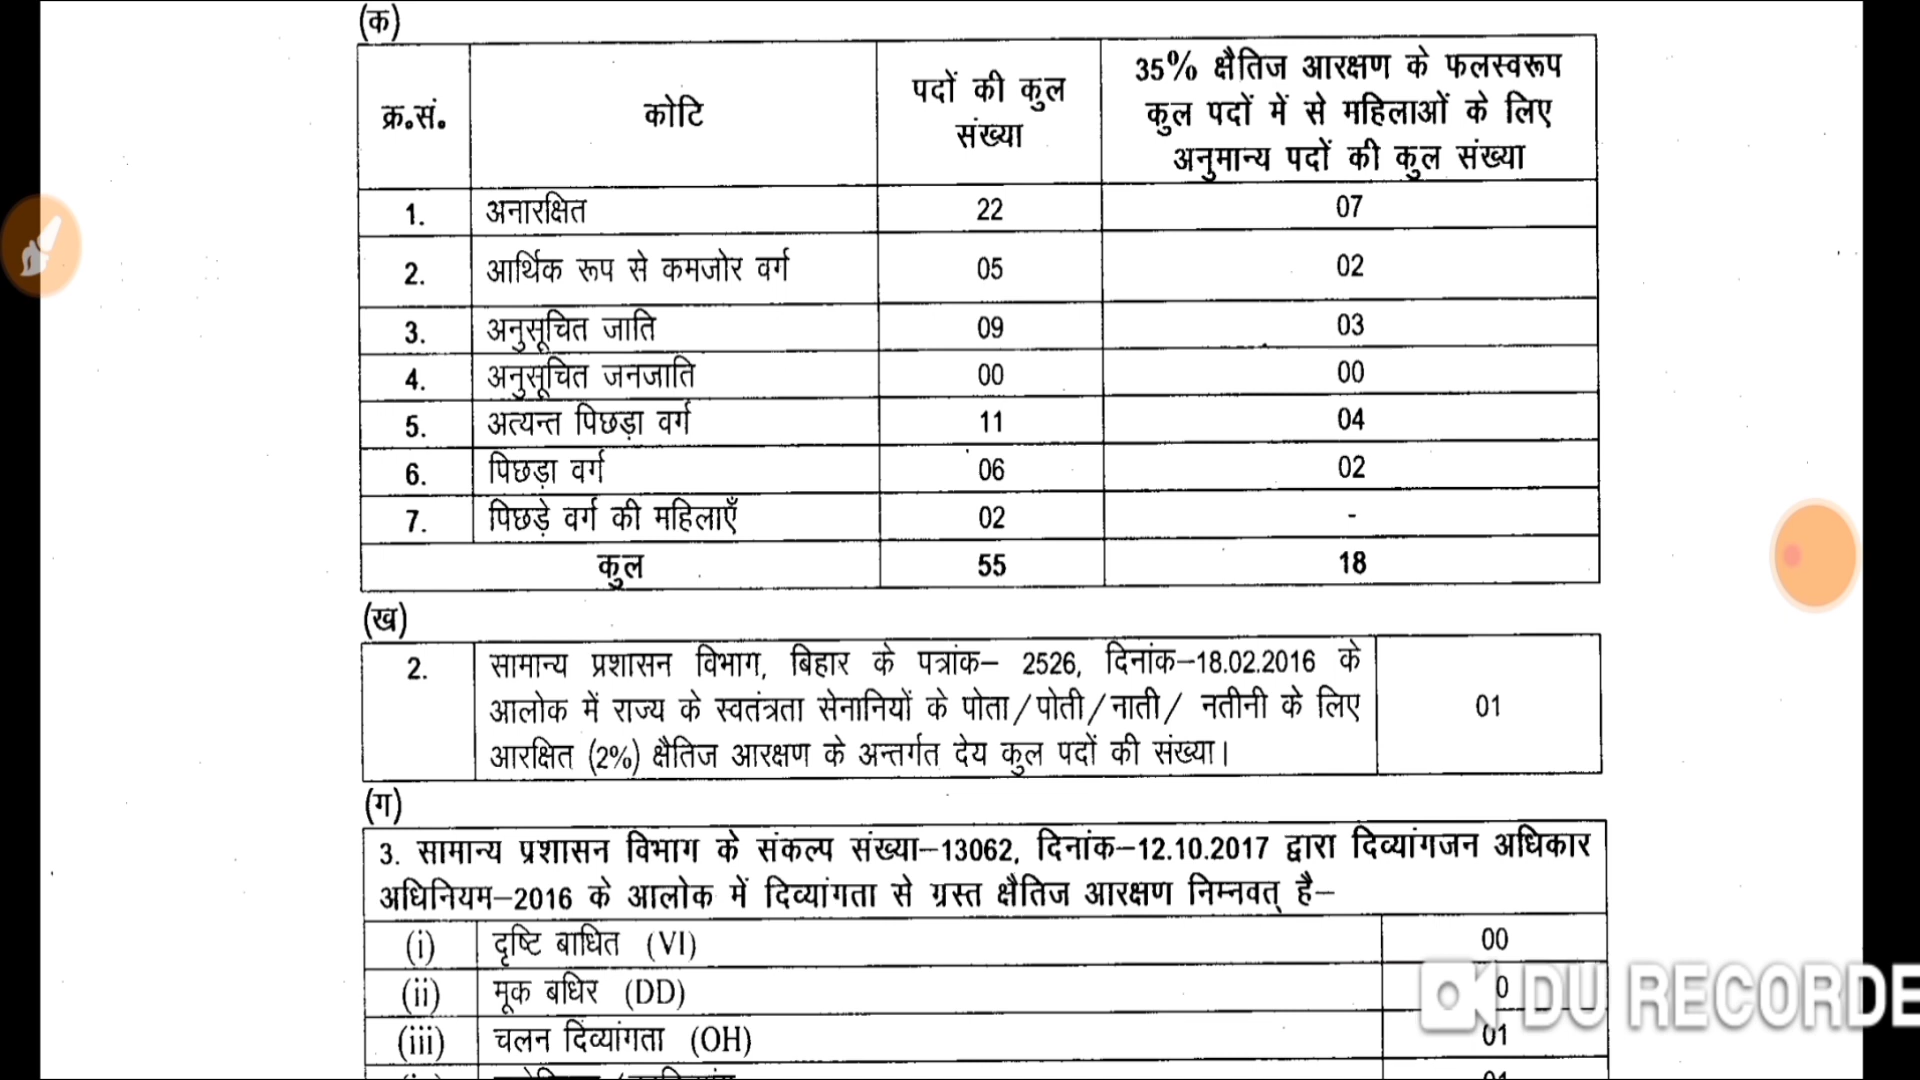 (क)
क्र.सं. कोटि पदों की कुल संख्या 35% क्षैतिज आरक्षण के फलस्वरूप कुल पदों में से महिलाओं के लिए अनुमान्य पदों की कुल संख्या
1. अनारक्षित 22 07
2. आर्थिक रूप से कमजोर वर्ग 05 02
3. अनुसूचित जाति 09 03
4. अनुसूचित जनजाति 00 00
5. अत्यन्त पिछड़ा वर्ग 11 04
6. पिछड़ा वर्ग 06 02
7. पिछड़े वर्ग की महिलाएँ 02 -
कुल 55 18
(ख)
2. सामान्य प्रशासन विभाग, बिहार के पत्रांक– 2526, दिनांक–18.02.2016 के
आलोक में राज्य के स्वतंत्रता सेनानियों के पोता/पोती/नाती/ नतीनी के लिए 01
आरक्षित (2%) क्षैतिज आरक्षण के अन्तर्गत देय कुल पदों की संख्या।
(ग)
3. सामान्य प्रशासन विभाग के संकल्प संख्या–13062, दिनांक–12.10.2017 द्वारा दिव्यांगजन अधिकार
अधिनियम–2016 के आलोक में दिव्यांगता से ग्रस्त क्षैतिज आरक्षण निम्नवत् है–
(i) दृष्टि बाधित (VI) 00
(ii) मूक बधिर (DD) 0
(iii) चलन दिव्यांगता (OH) 01
DU RECORDE